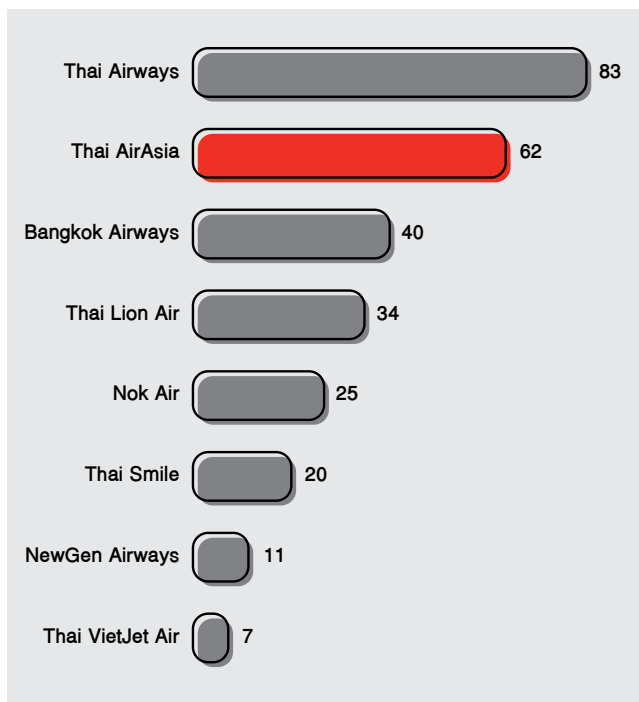 Thai Airways 83
Thai AirAsia 62
Bangkok Airways 40
Thai Lion Air 34
Nok Air 25
Thai Smile 20
NewGen Airways 11
Thai VietJet Air 7